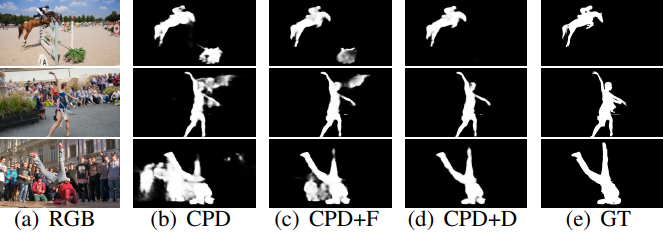 A
(a) RGB (b) CPD (c) CPD+F (d) CPD+D (e) GT